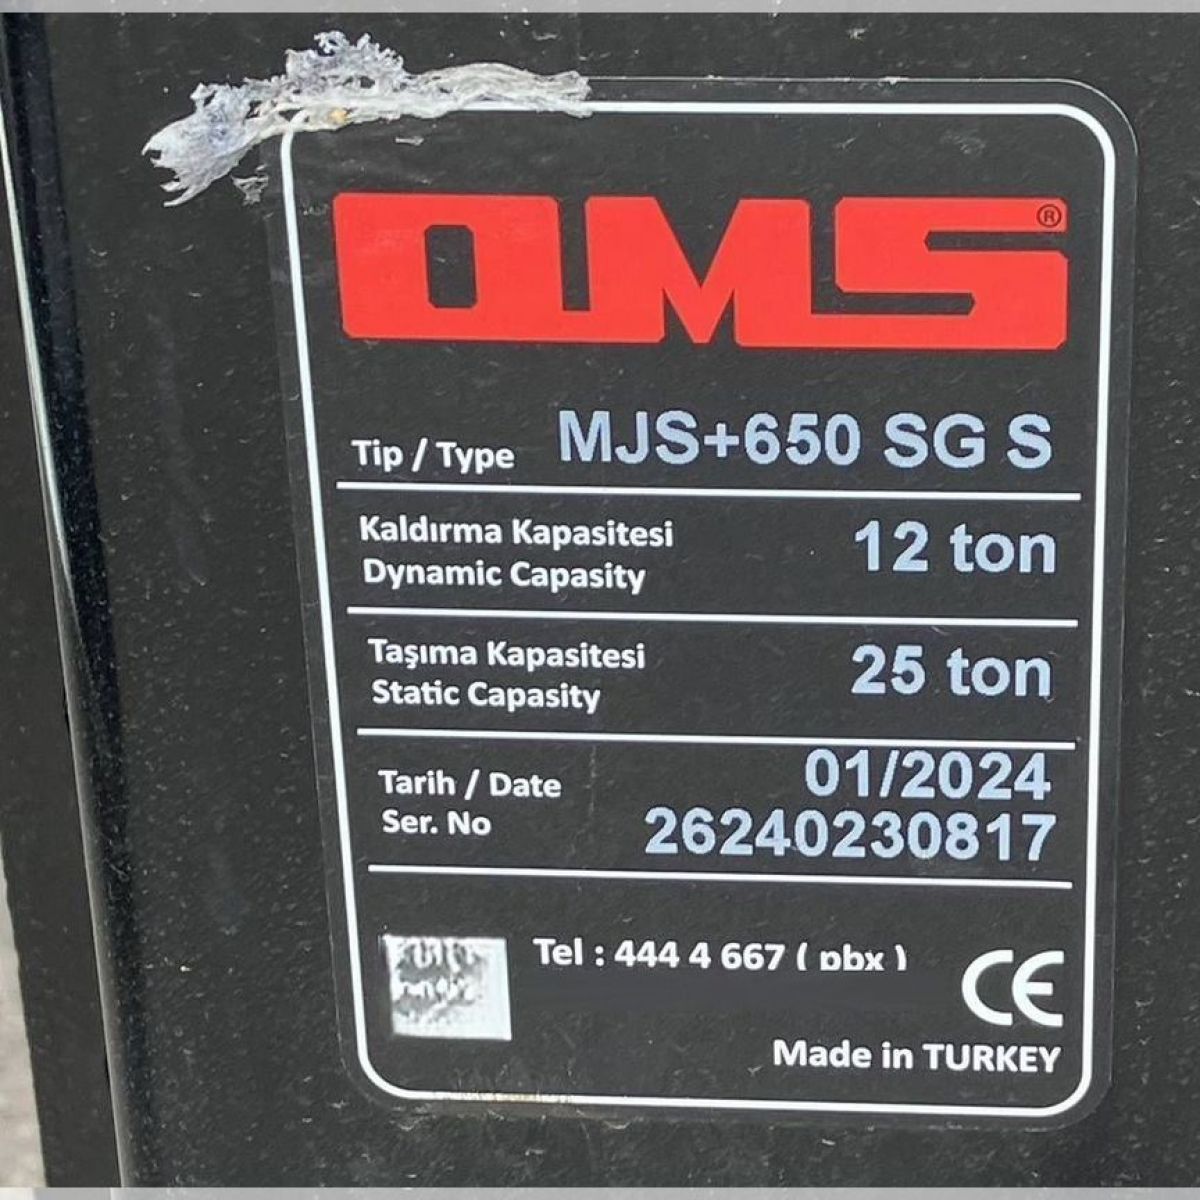 QMS®
Tip / Type MJS+650 SG S
Kaldırma Kapasitesi
Dynamic Capasity
12 ton
Taşıma Kapasitesi
Static Capasity
25 ton
Tarih / Date 01/2024
Ser. No 26240230817
Tel : 444 4 667 ( pbx )
CE
Made in TURKEY